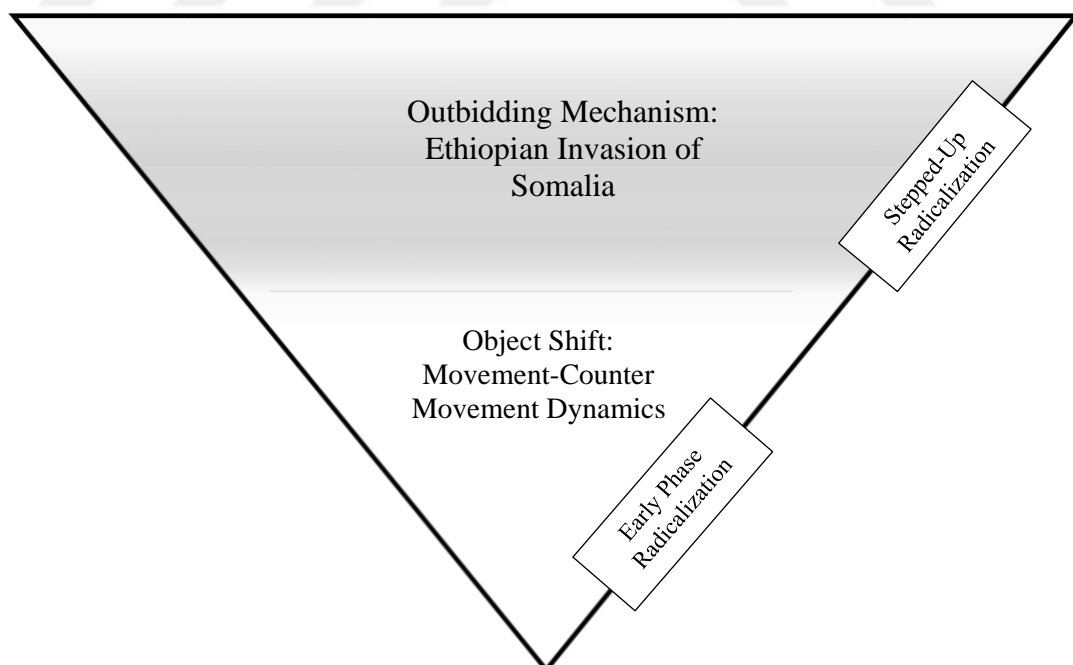 Outbidding Mechanism:
Ethiopian Invasion of
Somalia
Stepped-Up
Radicalization
Object Shift:
Movement-Counter
Movement Dynamics
Early Phase
Radicalization